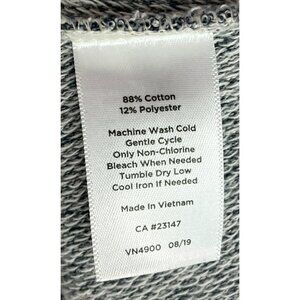 88% Cotton
12% Polyester
Machine Wash Cold
Gentle Cycle
Only Non-Chlorine
Bleach When Needed
Tumble Dry Low
Cool Iron If Needed
Made In Vietnam
CA #23147
VN4900 08/19